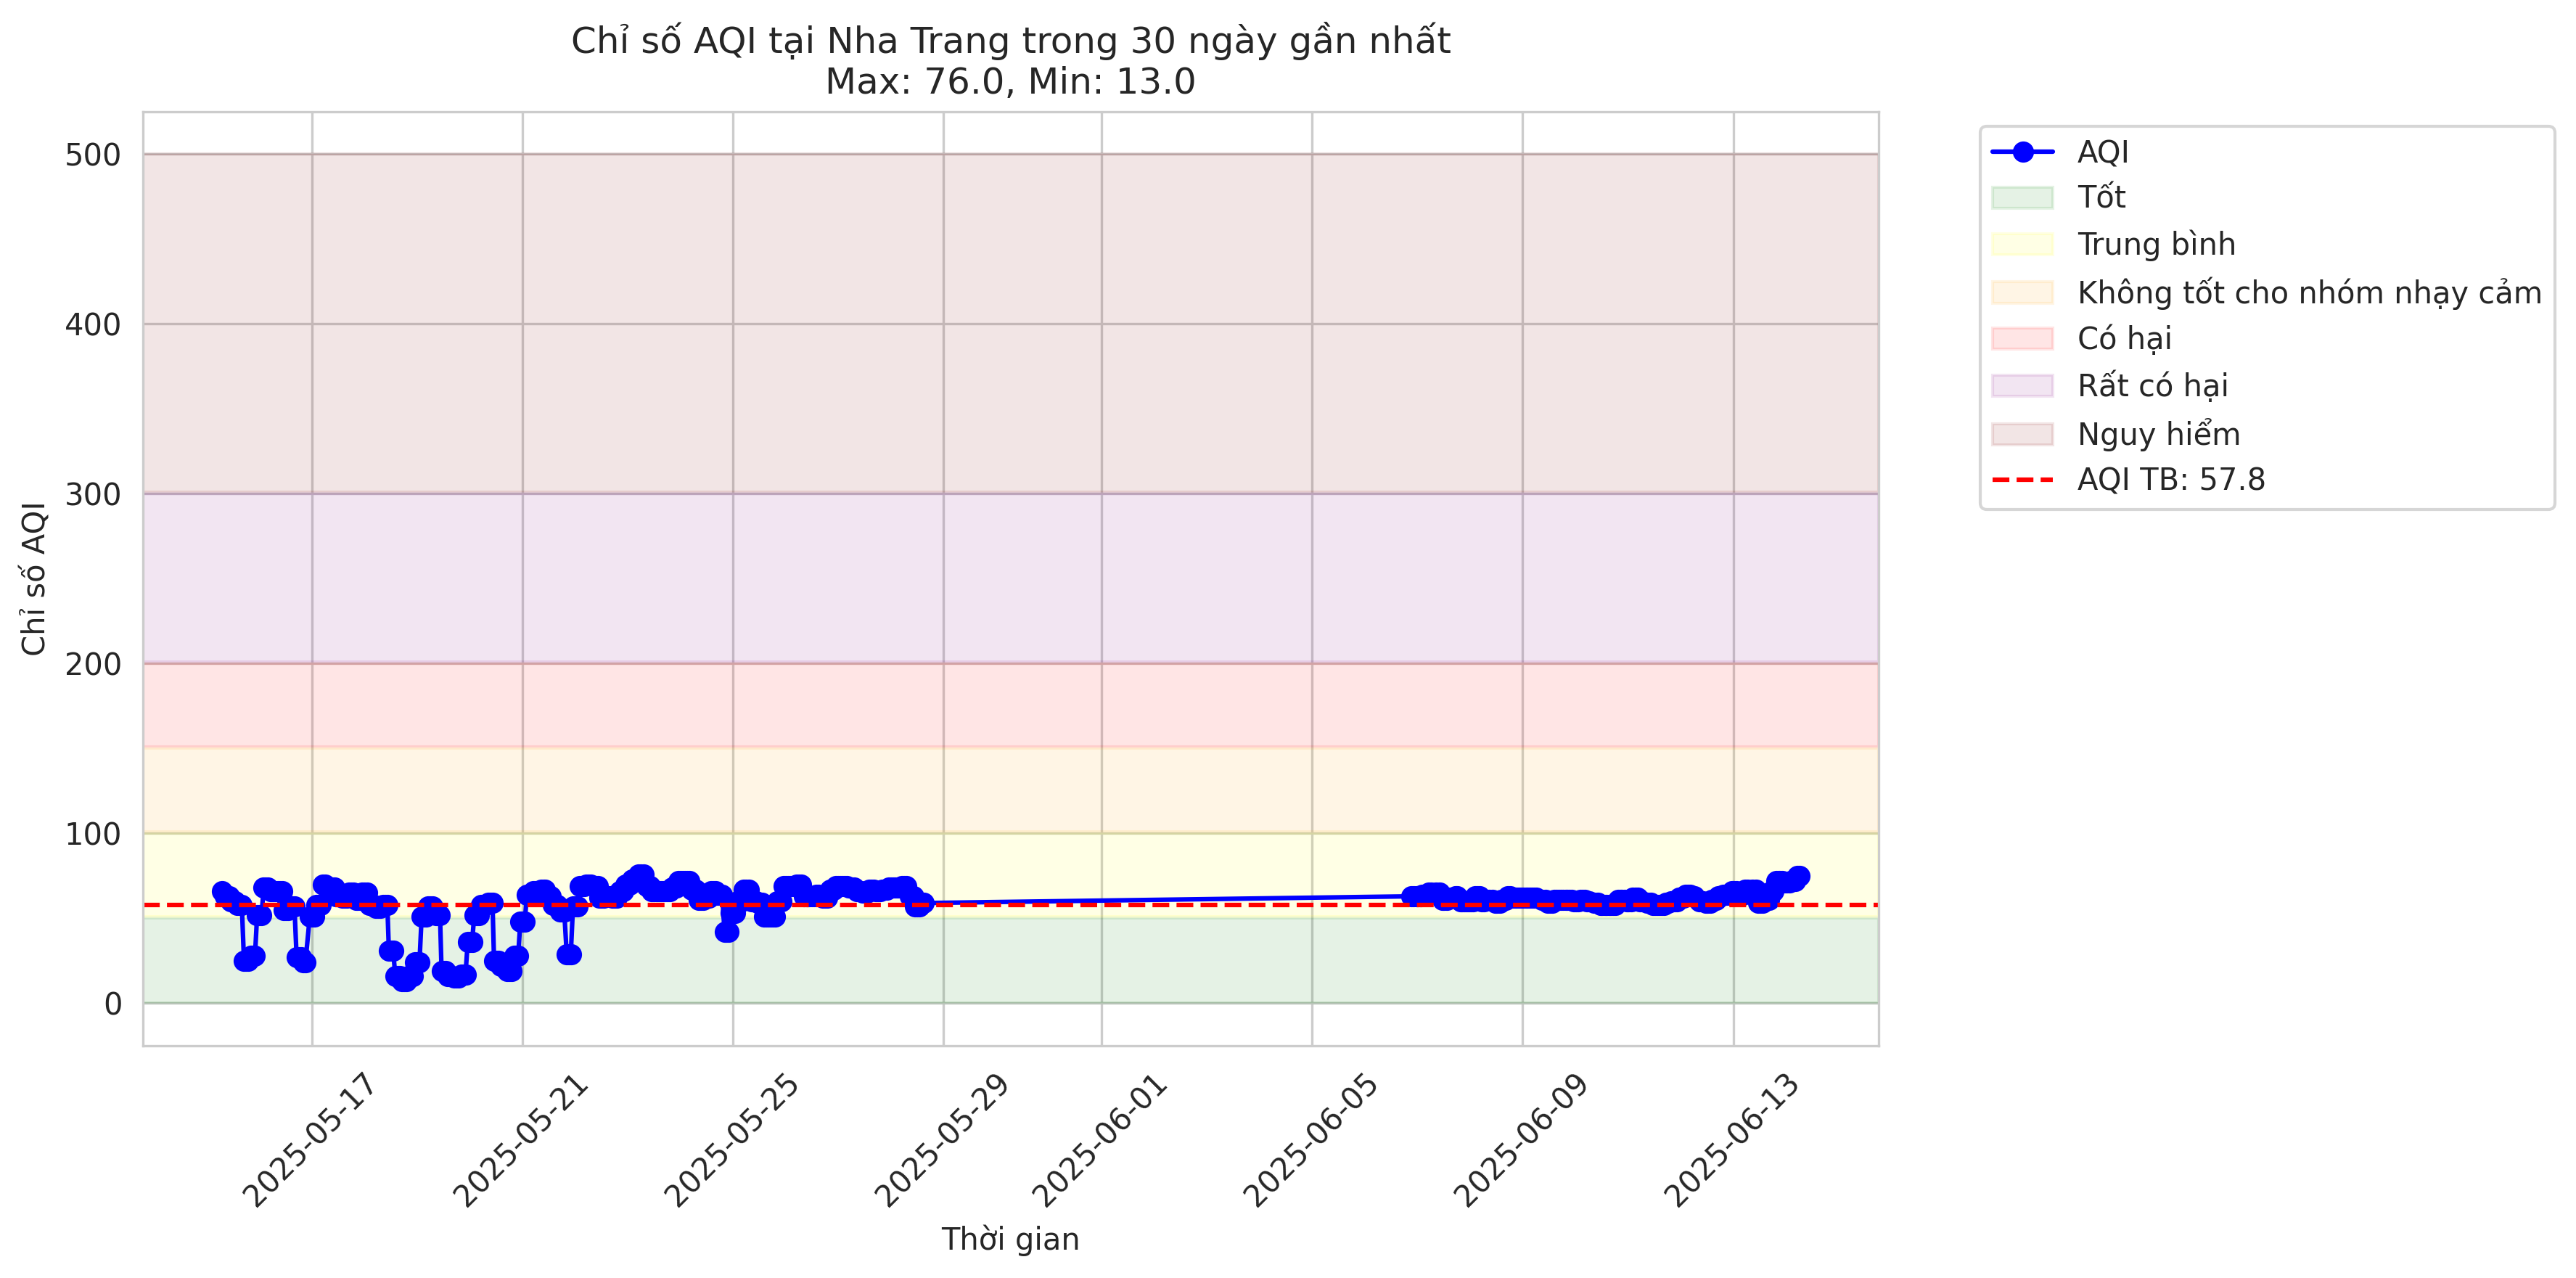 Chỉ số AQI tại Nha Trang trong 30 ngày gần nhất
Max: 76.0, Min: 13.0
Chỉ số AQI
500
400
300
200
100
0
2025-05-17
2025-05-21
2025-05-25
2025-05-29
2025-06-01
2025-06-05
2025-06-09
2025-06-13
Thời gian
AQI
Tốt
Trung bình
Không tốt cho nhóm nhạy cảm
Có hại
Rất có hại
Nguy hiểm
AQI TB: 57.8